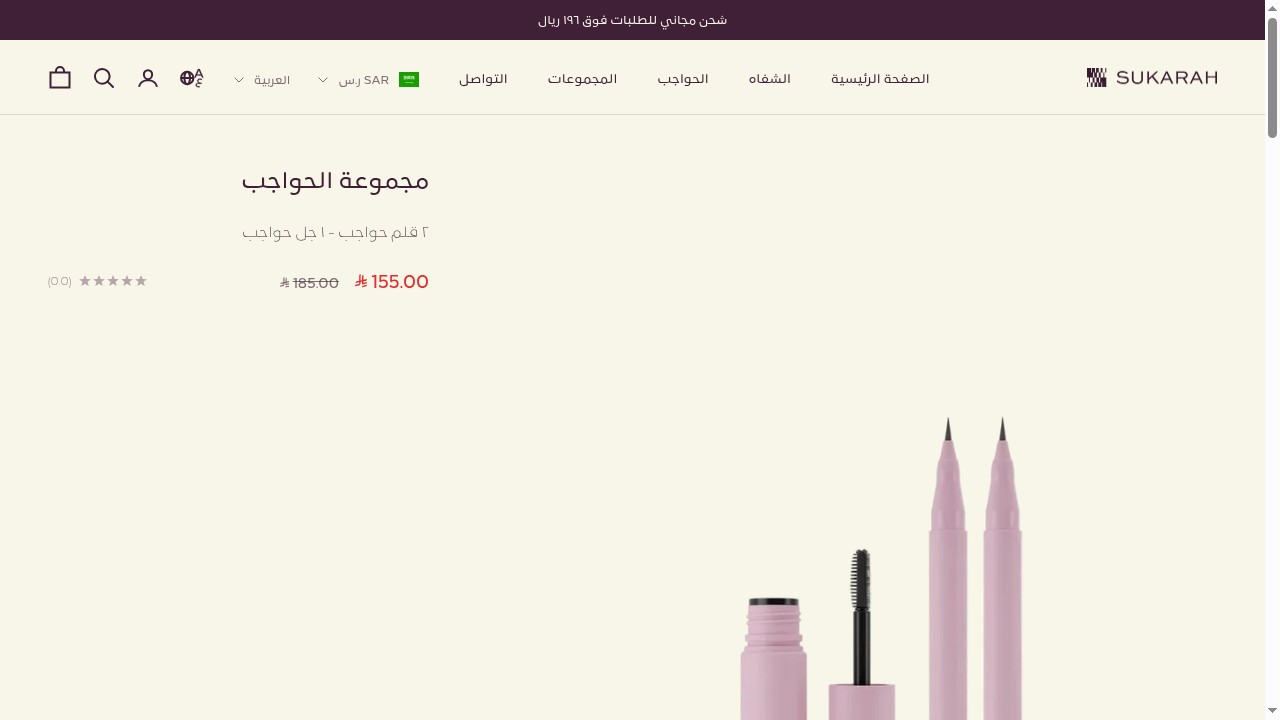 شحن مجاني للطلبات فوق ١٩٦ ريال
SUKARAH
الصفحة الرئيسية
الشفاه
الحواجب
المجموعات
التواصل
SAR ر.س
العربية
مجموعة الحواجب
٢ قلم حواجب - ١ جل حواجب
155.00
185.00
(0.0)